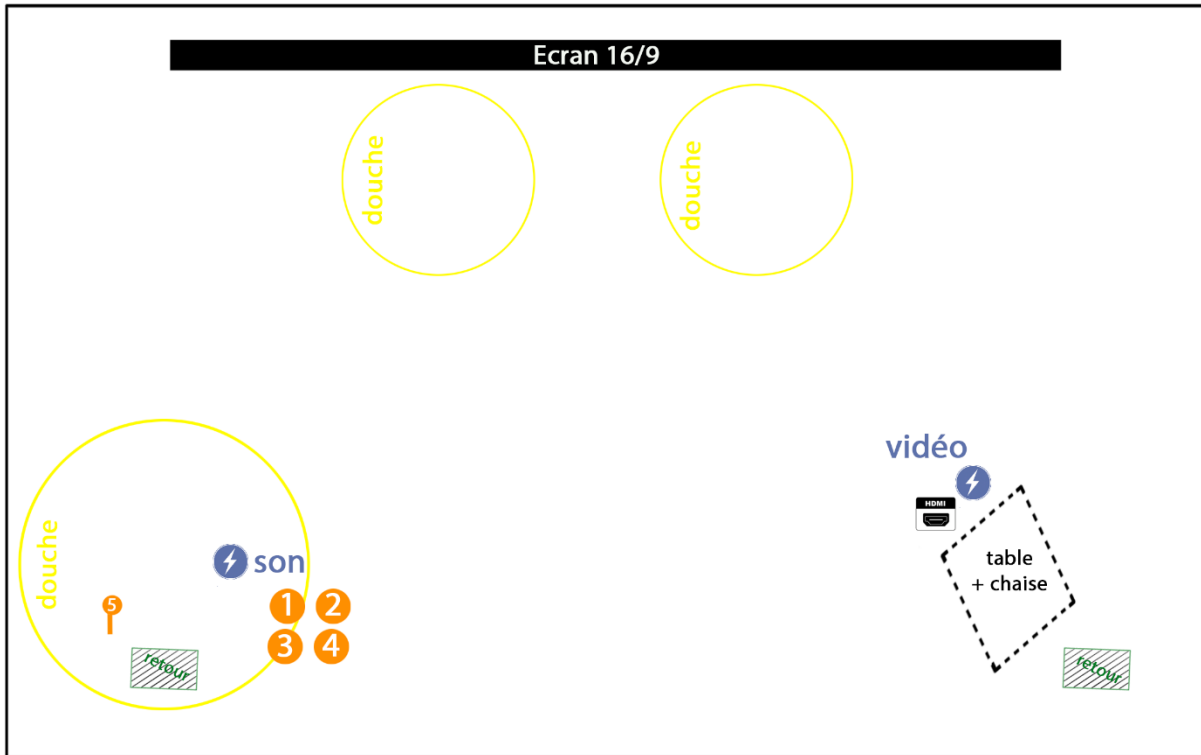 Ecran 16/9
douche
douche
vidéo
HDMI
table
+ chaise
retour
douche
son
1 2
3 4
5
retour